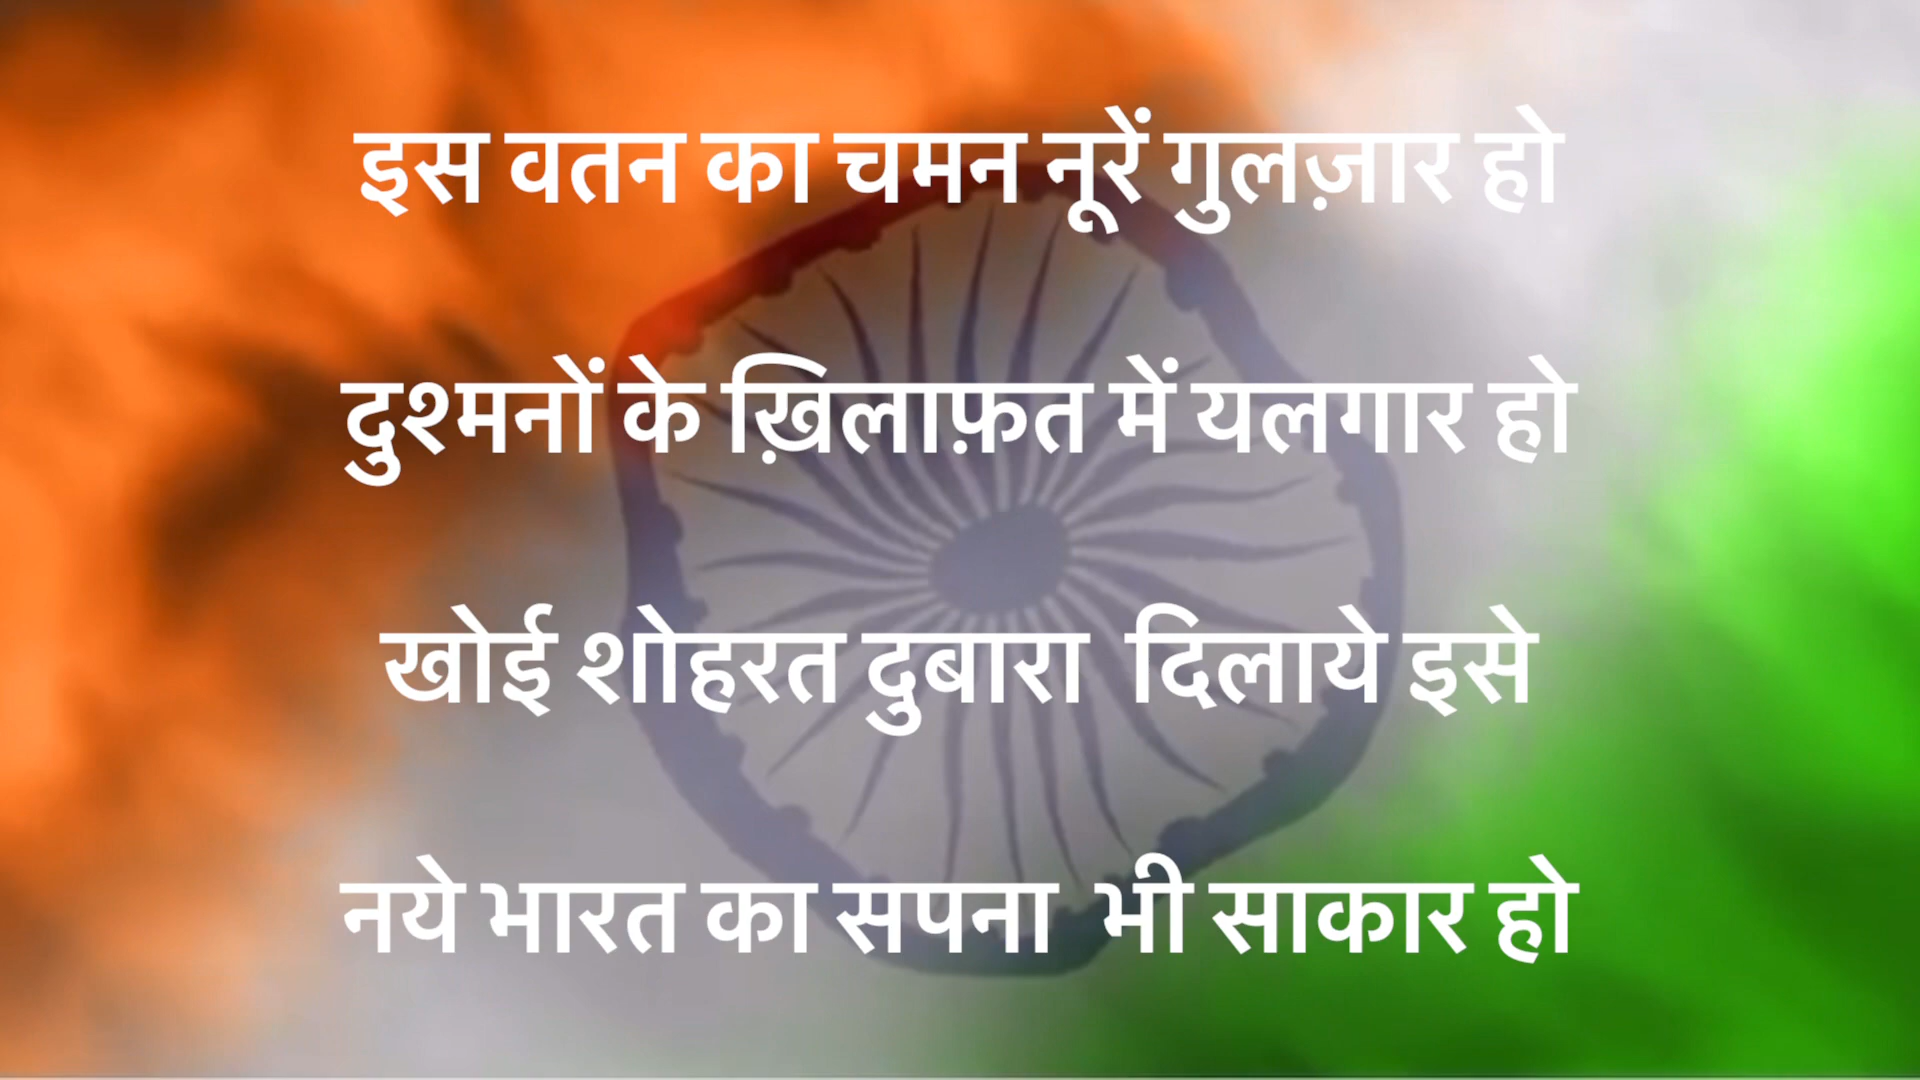 इस वतन का चमन नूरें गुलज़ार हो
दुश्मनों के ख़िलाफ़त में यलगार हो
खोई शोहरत दुबारा दिलाये इसे
नये भारत का सपना भी साकार हो